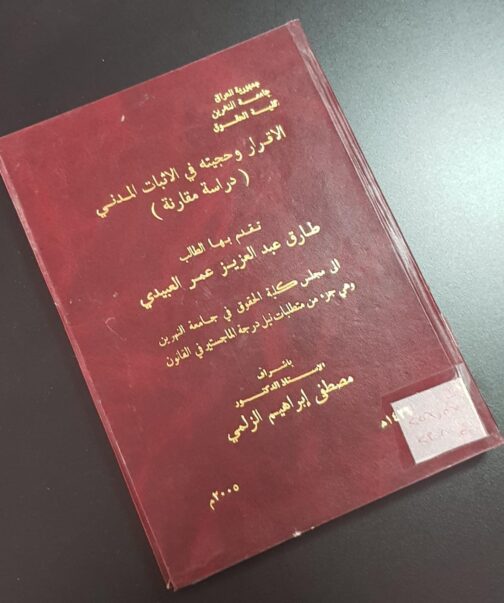 جمهورية العراق
جامعة النهرين
كلية الحقوق
الاقرار وحجيته في الاثبات المدني
( دراسة مقارنة )
تقدم بها الطالب
طارق عبد العزيز عمر العبيدي
الى مجلس كلية الحقوق في جامعة النهرين
وهي جزء من متطلبات نيل درجة الماجستير في القانون
باشراف
الاستاذ الدكتور
مصطفى إبراهيم الزلمي
٢٠٠٥م